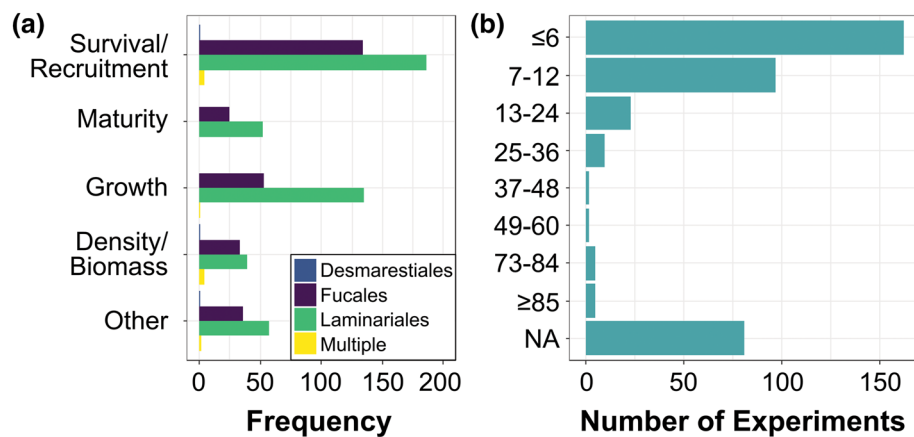 (a)
Survival/
Recruitment
Maturity
Growth
Density/
Biomass
Other
Desmarestiales
Fucales
Laminariales
Multiple
0 50 100 150 200
Frequency
(b)
≤6
7-12
13-24
25-36
37-48
49-60
73-84
≥85
NA
0 50 100 150
Number of Experiments